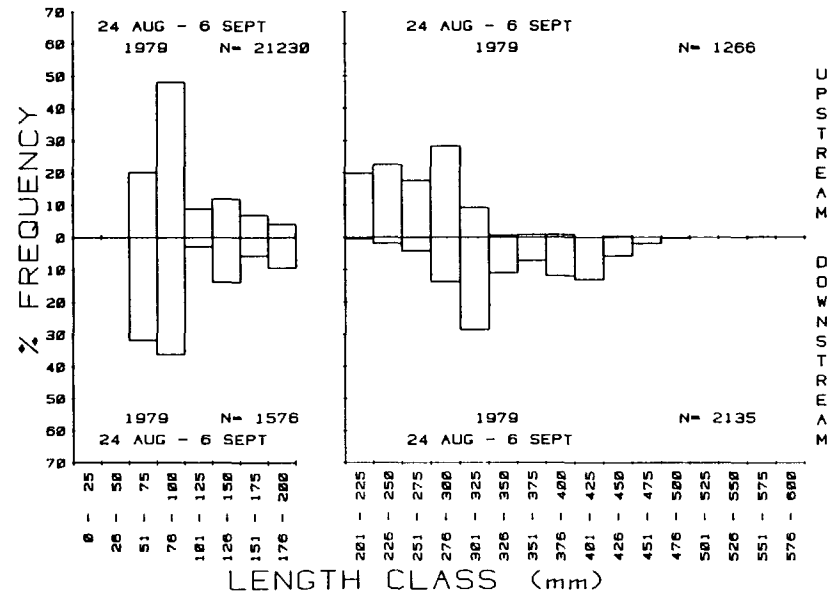 70
60
50
40
30
20
10
0
10
20
30
40
50
60
70
% FREQUENCY
24 AUG - 6 SEPT
1979 N= 21230
24 AUG - 6 SEPT
1979 N= 1266
UPSTREAM
DOWNSTREAM
1979 N= 1576
24 AUG - 6 SEPT
1979 N= 2135
24 AUG - 6 SEPT
0 - 25
26 - 50
51 - 75
76 - 100
101 - 125
126 - 150
151 - 175
176 - 200
201 - 225
226 - 250
251 - 275
276 - 300
301 - 325
326 - 350
351 - 375
376 - 400
401 - 425
426 - 450
451 - 475
476 - 500
501 - 525
526 - 550
551 - 575
576 - 600
LENGTH CLASS (mm)